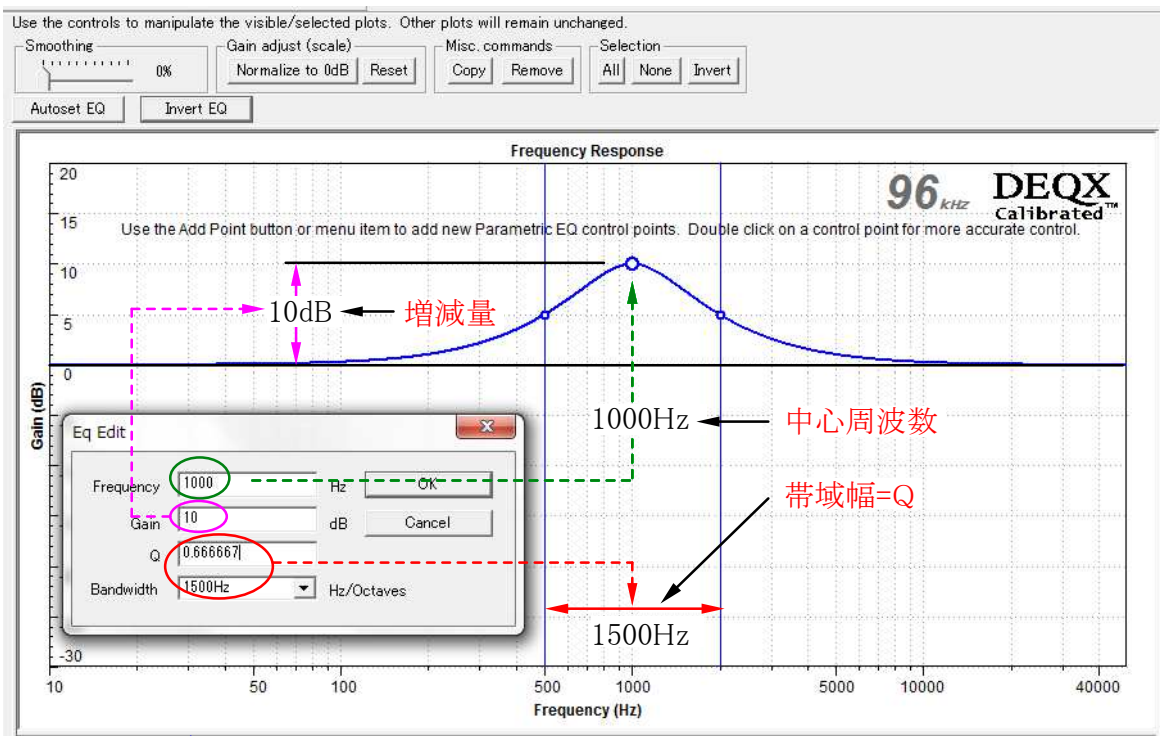 Use the controls to manipulate the visible/selected plots. Other plots will remain unchanged.
Smoothing
0%
Gain adjust (scale)
Normalize to 0dB Reset
Misc. commands
Copy Remove
Selection
All None Invert
Autoset EQ Invert EQ
Frequency Response
96 kHz
DEQX
Calibrated™
Use the Add Point button or menu item to add new Parametric EQ control points. Double click on a control point for more accurate control.
20
15
10
5
0
-30
Gain (dB)
10dB
増減量
1000Hz
中心周波数
帯域幅=Q
1500Hz
Eq Edit
Frequency 1000 Hz OK
Gain 10 dB Cancel
Q 0.666667
Bandwidth 1500Hz Hz/Octaves
10 50 100 500 1000 5000 10000 40000
Frequency (Hz)